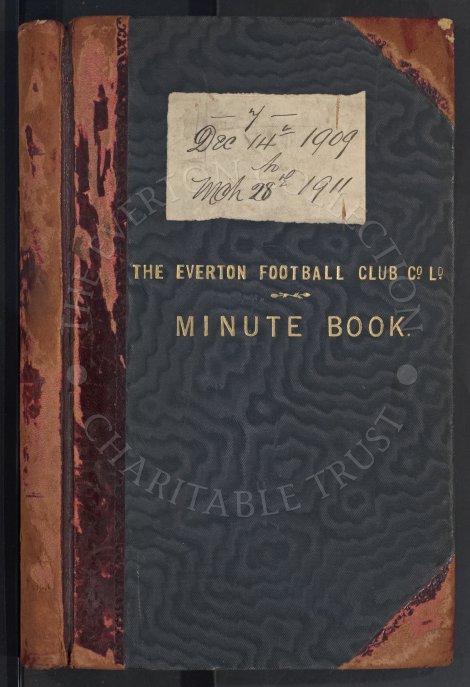 – 7 –
Dec 14th 1909
to
Mch 28th 1911
THE EVERTON FOOTBALL CLUB Co. Ld.
MINUTE BOOK.
THE EVERTON COLLECTION
CHARITABLE TRUST